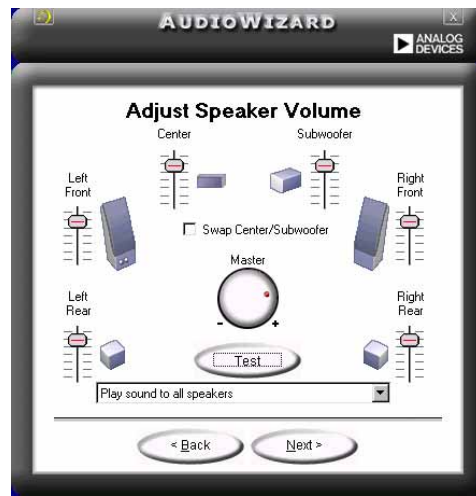 AudioWizard
X
ANALOG
DEVICES
Adjust Speaker Volume
Center
Subwoofer
Left
Front
Right
Front
Swap Center/Subwoofer
Master
Left
Rear
Right
Rear
- +
Test
Play sound to all speakers
< Back
Next >